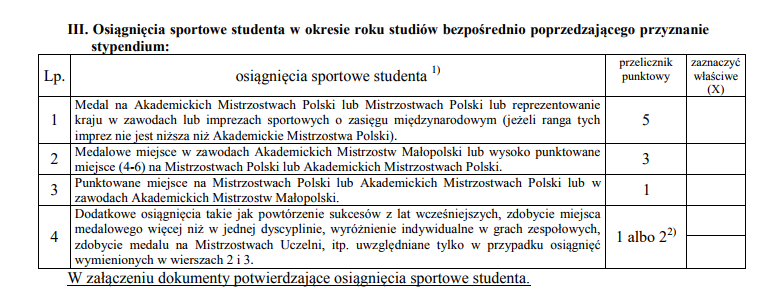 III. Osiągnięcia sportowe studenta w okresie roku studiów bezpośrednio poprzedzającego przyznanie
stypendium:
Lp.
osiągnięcia sportowe studenta 1)
przelicznik
punktowy
zaznaczyć
właściwe
(X)
1
Medal na Akademickich Mistrzostwach Polski lub Mistrzostwach Polski lub reprezentowanie
kraju w zawodach lub imprezach sportowych o zasięgu międzynarodowym (jeżeli ranga tych
imprez nie jest niższa niż Akademickie Mistrzostwa Polski).
5
2
Medalowe miejsce w zawodach Akademickich Mistrzostw Małopolski lub wysoko punktowane
miejsce (4-6) na Mistrzostwach Polski lub Akademickich Mistrzostwach Polski.
3
3
Punktowane miejsce na Mistrzostwach Polski lub Akademickich Mistrzostwach Polski lub w
zawodach Akademickich Mistrzostw Małopolski.
1
4
Dodatkowe osiągnięcia takie jak powtórzenie sukcesów z lat wcześniejszych, zdobycie miejsca
medalowego więcej niż w jednej dyscyplinie, wyróżnienie indywidualne w grach zespołowych,
zdobycie medalu na Mistrzostwach Uczelni, itp. uwzględniane tylko w przypadku osiągnięć
wymienionych w wierszach 2 i 3.
1 albo 2 2)
W załączeniu dokumenty potwierdzające osiągnięcia sportowe studenta.